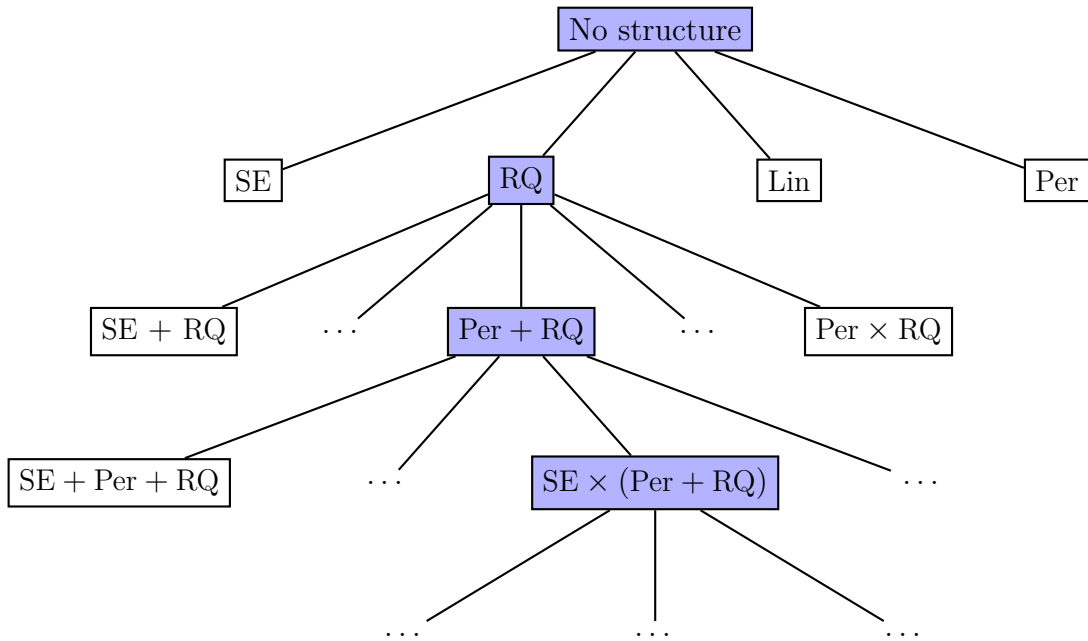 No structure
SE
RQ
Lin
Per
SE + RQ
...
Per + RQ
...
Per × RQ
SE + Per + RQ
...
SE × (Per + RQ)
...
...
...
...